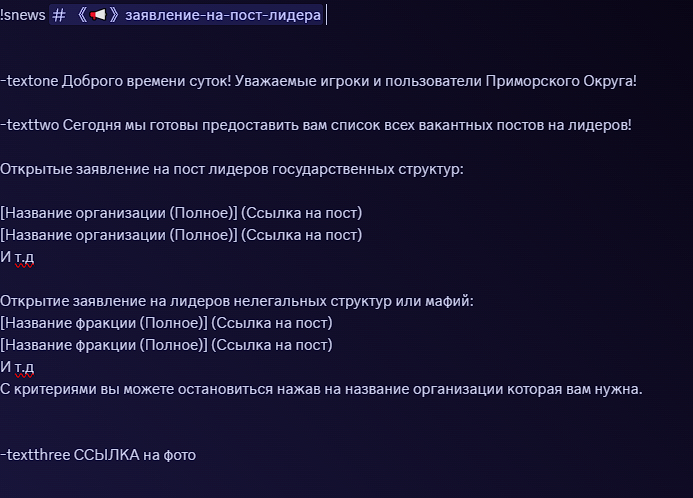 !snews # 《📢》заявление-на-пост-лидера
-textone Доброго времени суток! Уважаемые игроки и пользователи Приморского Округа!
-texttwo Сегодня мы готовы предоставить вам список всех вакантных постов на лидеров!
Открытые заявление на пост лидеров государственных структур:
[Название организации (Полное)] (Ссылка на пост)
[Название организации (Полное)] (Ссылка на пост)
И т.д
Открытие заявление на лидеров нелегальных структур или мафий:
[Название фракции (Полное)] (Ссылка на пост)
[Название фракции (Полное)] (Ссылка на пост)
И т.д
С критериями вы можете остановиться нажав на название организации которая вам нужна.
-textthree ССЫЛКА на фото